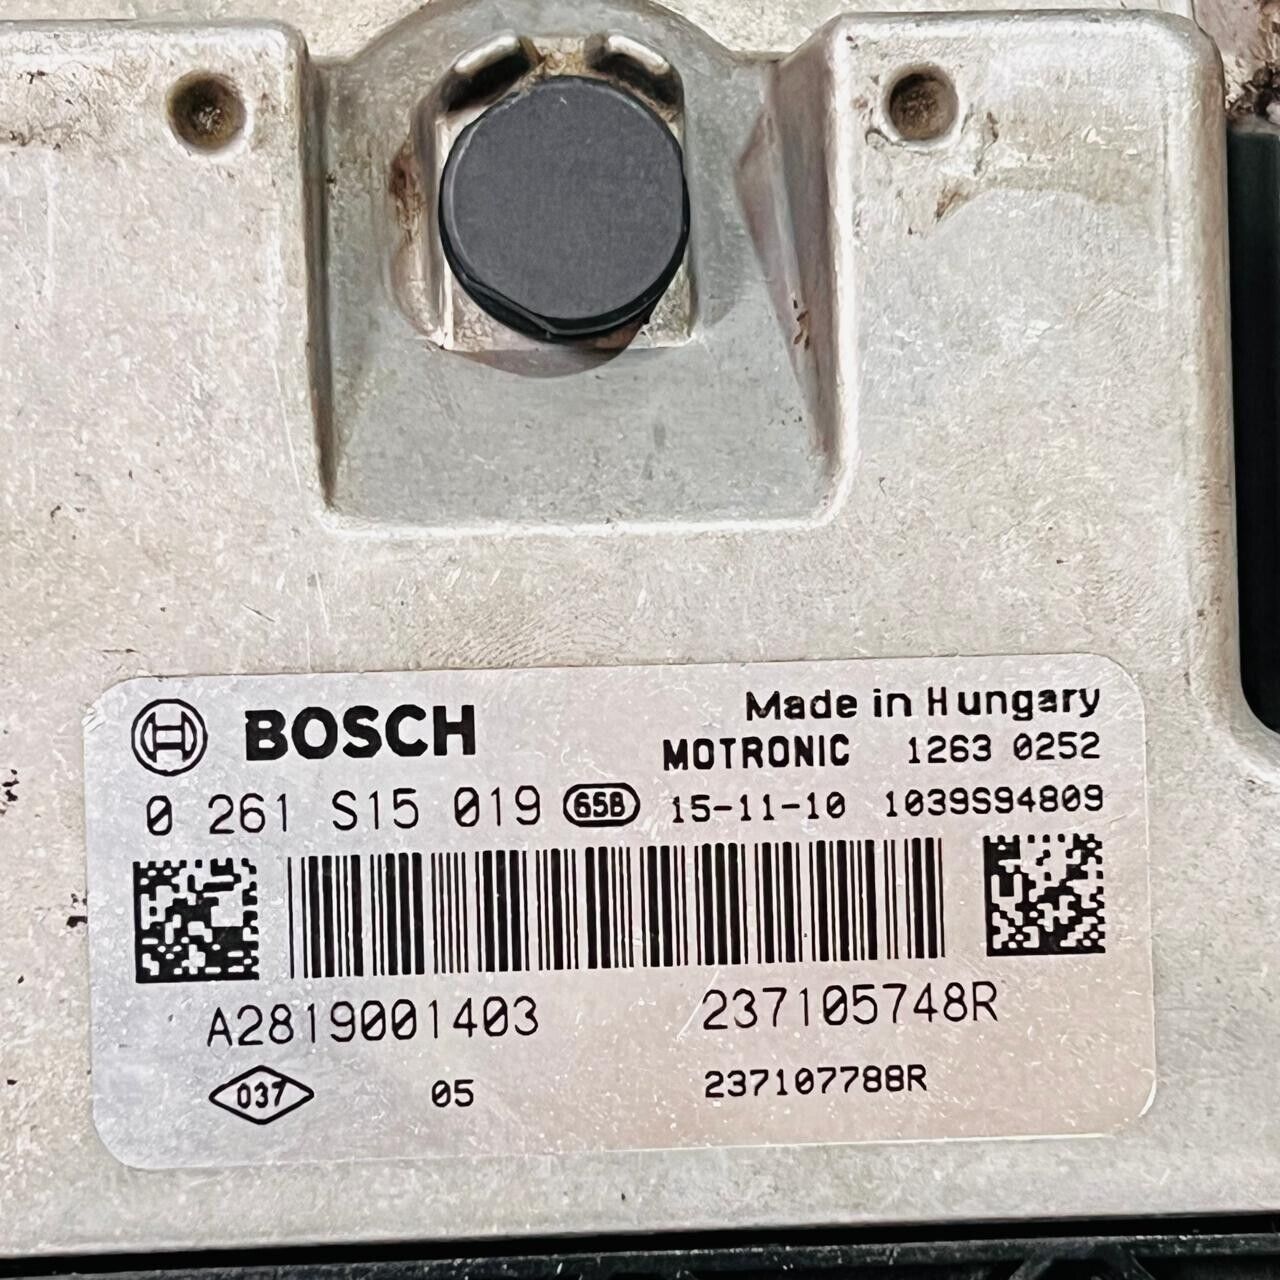 BOSCH
Made in Hungary
MOTRONIC 1263 0252
0 261 S15 019 65B 15-11-10 1039S94809
A2819001403 237105748R
037 05 237107788R